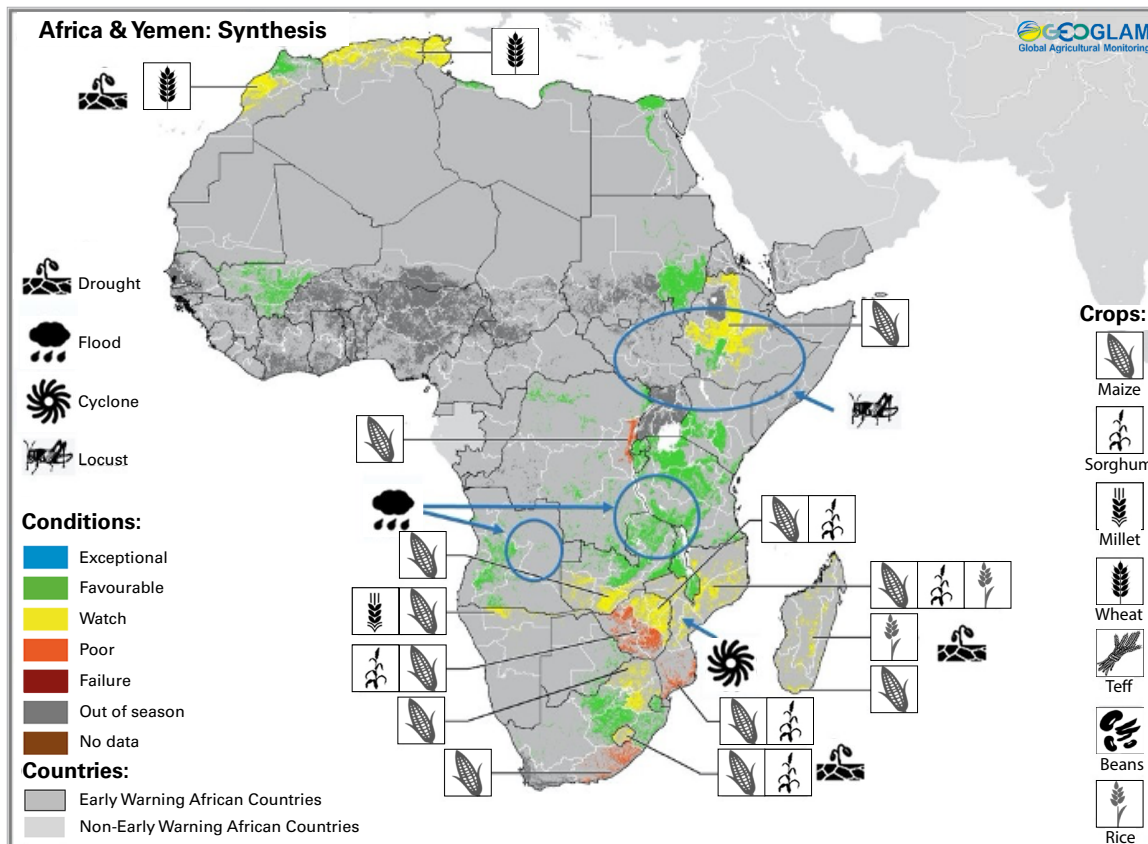 Africa & Yemen: Synthesis
GEOGLAM
Global Agricultural Monitoring
Drought
Flood
Cyclone
Locust
Conditions:
Exceptional
Favourable
Watch
Poor
Failure
Out of season
No data
Countries:
Early Warning African Countries
Non-Early Warning African Countries
Crops:
Maize
Sorghum
Millet
Wheat
Teff
Beans
Rice